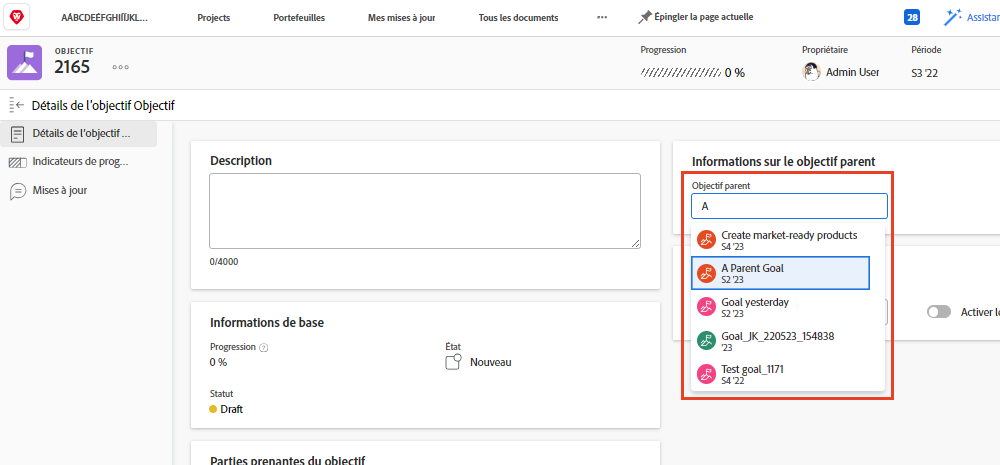 AÁBCDEÉFGHIÍÏIJKL...
Projects
Portefeuilles
Mes mises à jour
Tous les documents
Épingler la page actuelle
28
Assistan
OBJECTIF
2165
Progression
0 %
Propriétaire
Admin User
Période
S3 '22
Détails de l'objectif Objectif
Détails de l'objectif ...
Indicateurs de prog...
Mises à jour
Description
0/4000
Informations de base
Progression
0 %
État
Nouveau
Statut
Draft
Parties prenantes du objectif
Informations sur le objectif parent
Objectif parent
A
Create market-ready products
S4 '23
A Parent Goal
S2 '23
Goal yesterday
S2 '23
Goal_JK_220523_154838
'23
Test goal_1171
S4 '22
Activer le